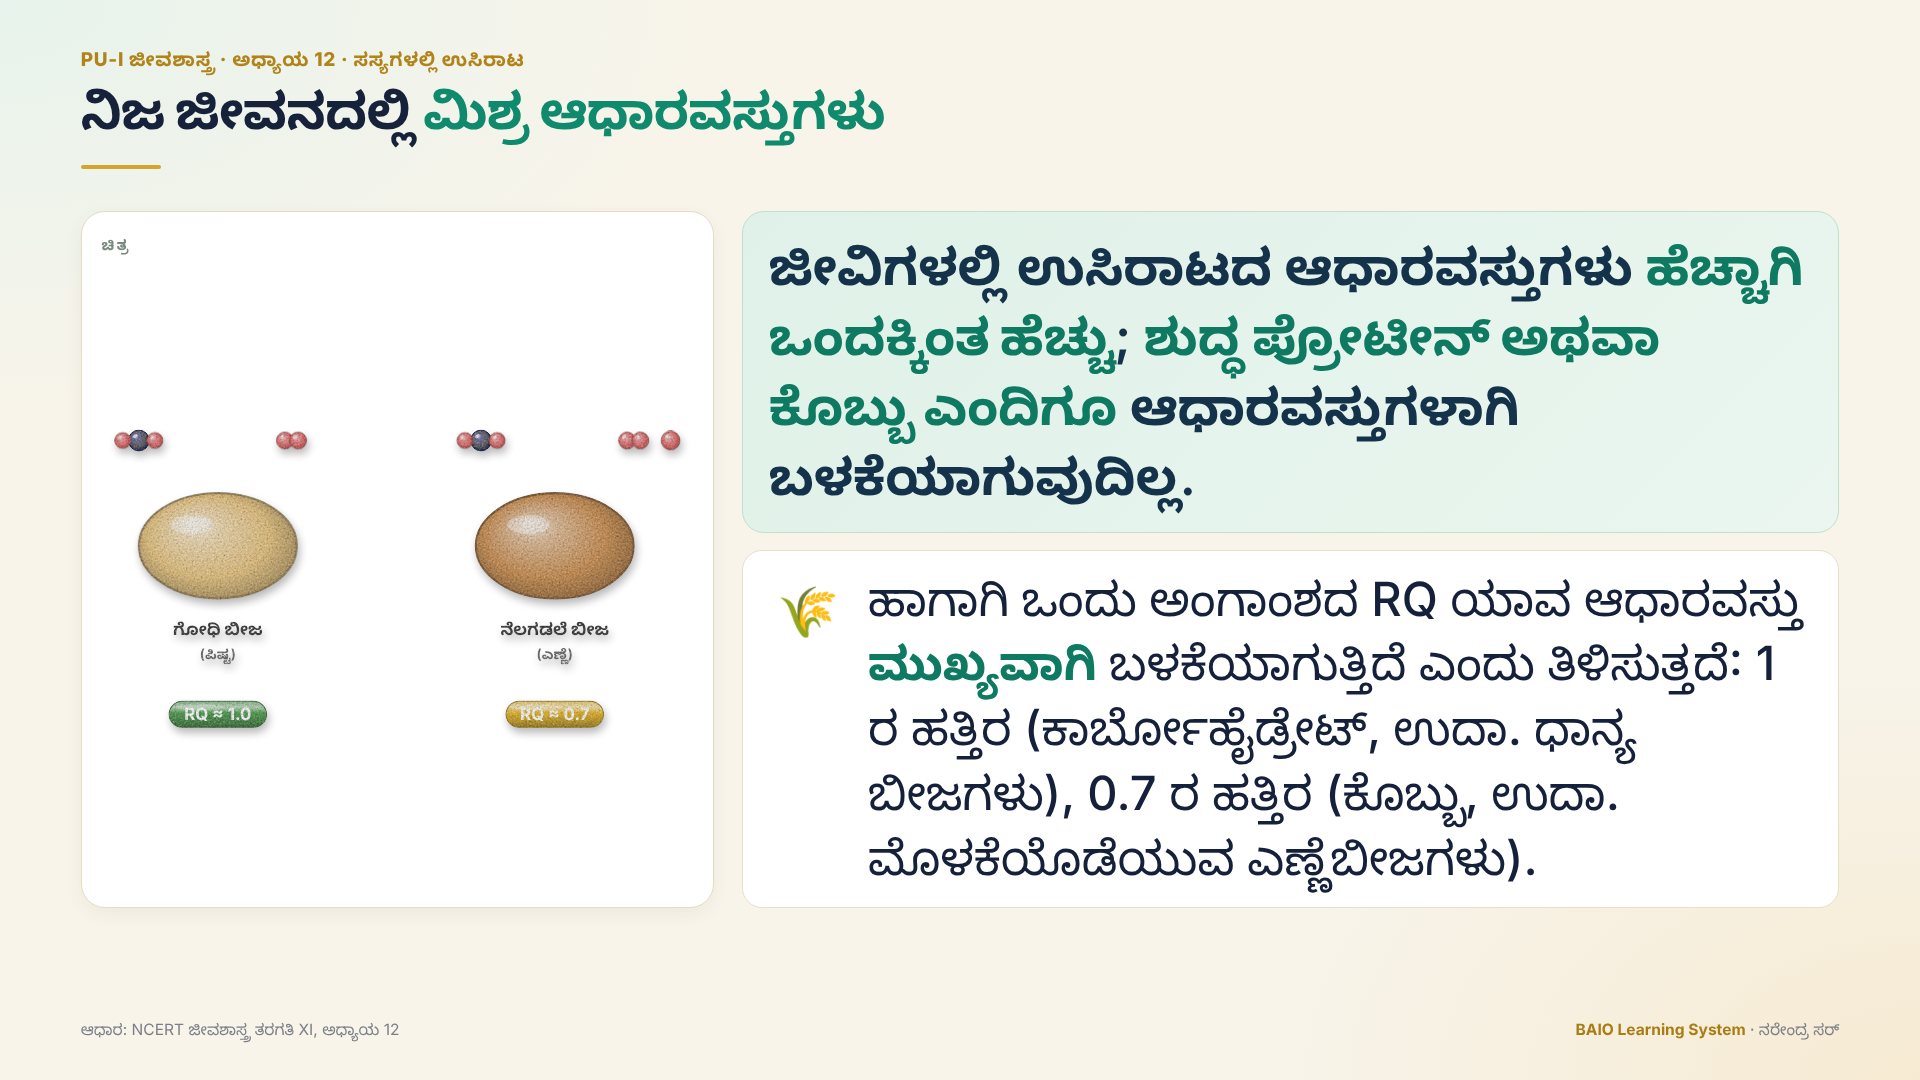 PU-I ಜೀವಶಾಸ್ತ್ರ · ಅಧ್ಯಾಯ 12 · ಸಸ್ಯಗಳಲ್ಲಿ ಉಸಿರಾಟ
ನಿಜ ಜೀವನದಲ್ಲಿ ಮಿಶ್ರ ಆಧಾರವಸ್ತುಗಳು
ಚಿತ್ರ
ಗೋಧಿ ಬೀಜ
(ಪಿಷ್ಟ)
RQ ≈ 1.0
ನೆಲಗಡಲೆ ಬೀಜ
(ಎಣ್ಣೆ)
RQ ≈ 0.7
ಜೀವಿಗಳಲ್ಲಿ ಉಸಿರಾಟದ ಆಧಾರವಸ್ತುಗಳು ಹೆಚ್ಚಾಗಿ
ಒಂದಕ್ಕಿಂತ ಹೆಚ್ಚು; ಶುದ್ಧ ಪ್ರೋಟೀನ್ ಅಥವಾ
ಕೊಬ್ಬು ಎಂದಿಗೂ ಆಧಾರವಸ್ತುಗಳಾಗಿ
ಬಳಕೆಯಾಗುವುದಿಲ್ಲ.
ಹಾಗಾಗಿ ಒಂದು ಅಂಗಾಂಶದ RQ ಯಾವ ಆಧಾರವಸ್ತು
ಮುಖ್ಯವಾಗಿ ಬಳಕೆಯಾಗುತ್ತಿದೆ ಎಂದು ತಿಳಿಸುತ್ತದೆ: 1
ರ ಹತ್ತಿರ (ಕಾರ್ಬೋಹೈಡ್ರೇಟ್, ಉದಾ. ಧಾನ್ಯ
ಬೀಜಗಳು), 0.7 ರ ಹತ್ತಿರ (ಕೊಬ್ಬು, ಉದಾ.
ಮೊಳಕೆಯೊಡೆಯುವ ಎಣ್ಣೆಬೀಜಗಳು).
ಆಧಾರ: NCERT ಜೀವಶಾಸ್ತ್ರ ತರಗತಿ XI, ಅಧ್ಯಾಯ 12
BAIO Learning System · ನರೇಂದ್ರ ಸರ್